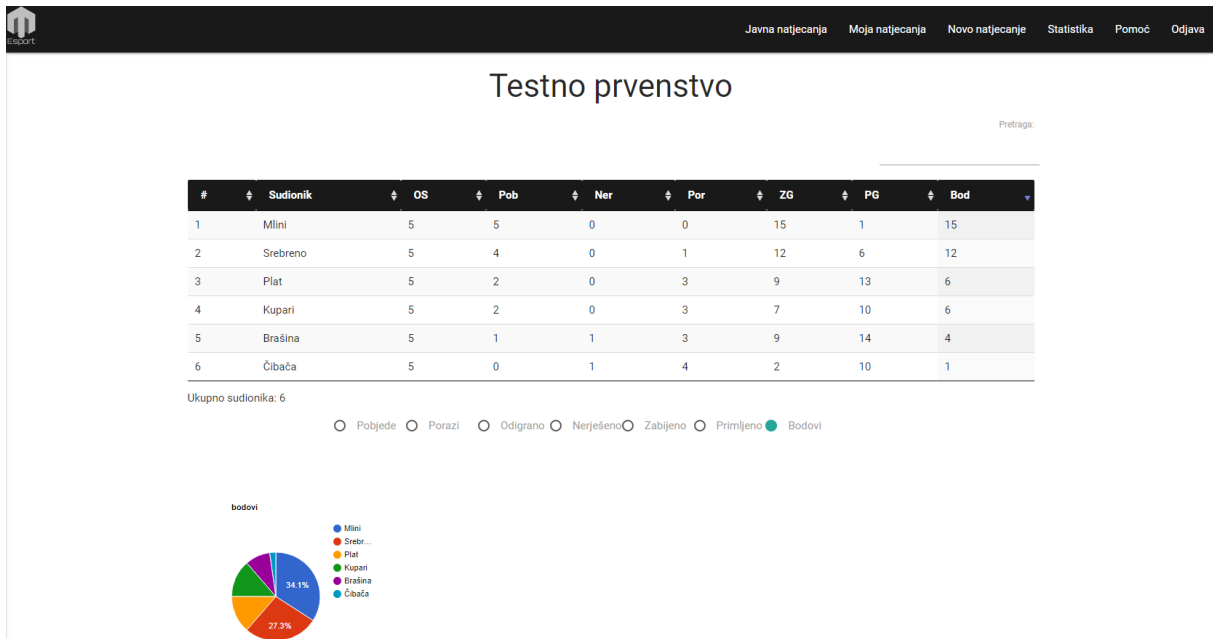 Esport
Javna natjecanja Moja natjecanja Novo natjecanje Statistika Pomoć Odjava
Testno prvenstvo
Pretraga:
# Sudionik OS Pob Ner Por ZG PG Bod
1 Mlini 5 5 0 0 15 1 15
2 Srebreno 5 4 0 1 12 6 12
3 Plat 5 2 0 3 9 13 6
4 Kupari 5 2 0 3 7 10 6
5 Brašina 5 1 1 3 9 14 4
6 Čibača 5 0 1 4 2 10 1
Ukupno sudionika: 6
Pobjede Porazi Odigrano Nerješeno Zabijeno Primljeno Bodovi
bodovi
Mlini
Srebr...
Plat
Kupari
Brašina
Čibača
34.1%
27.3%